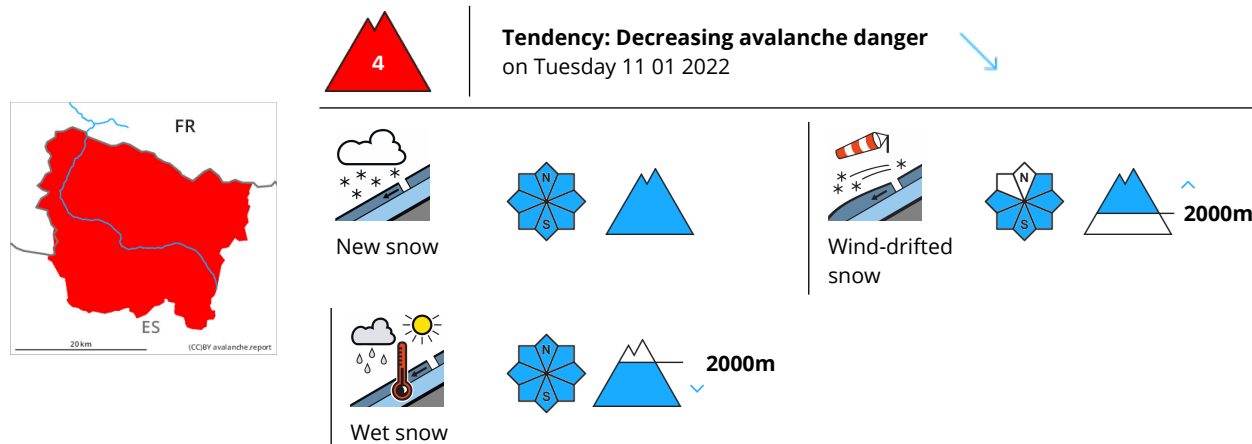 4
Tendency: Decreasing avalanche danger
on Tuesday 11 01 2022
FR
ES
20 km
(CC)BY avalanche.report
N
S
New snow
N
S
2000m
Wind-drifted
snow
N
S
2000m
Wet snow